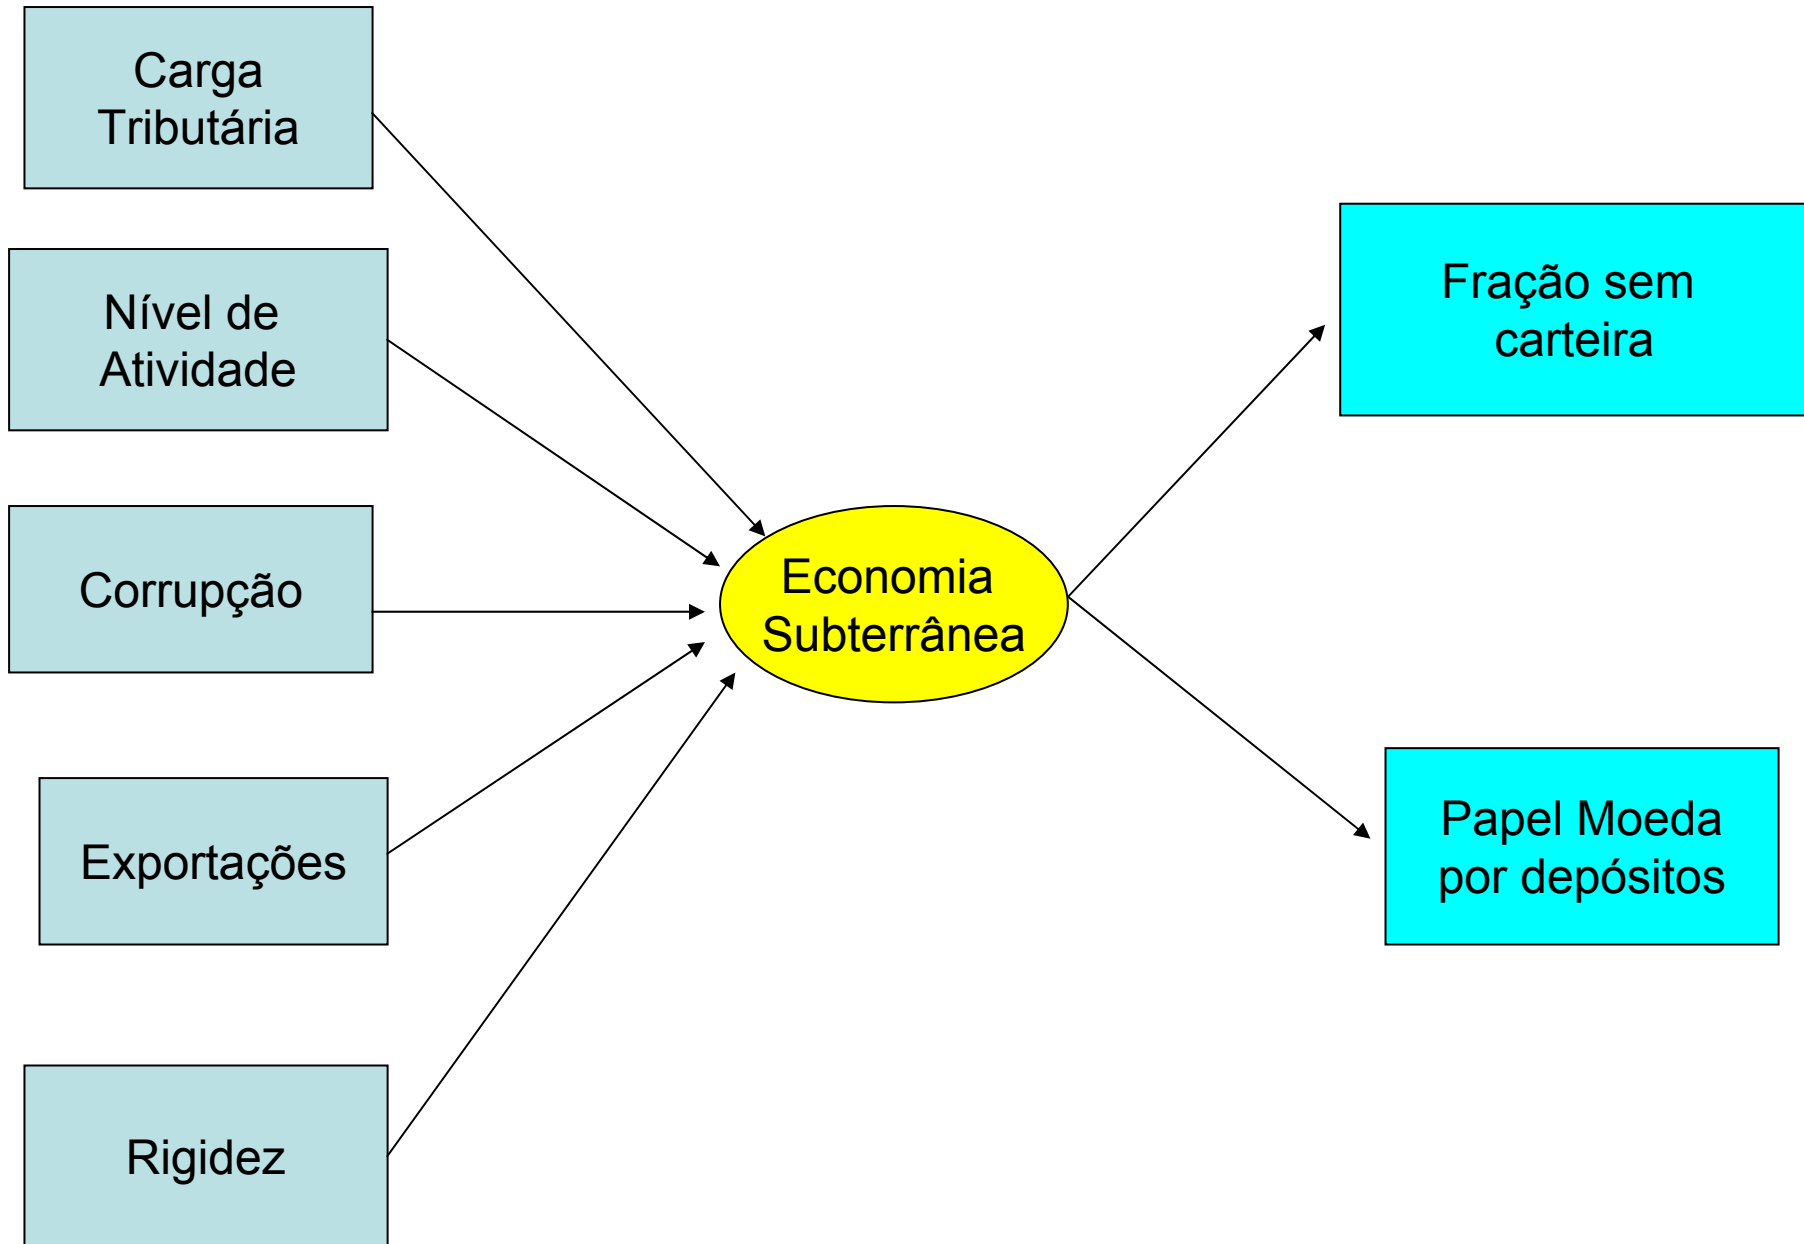 Carga
Tributária
Nível de
Atividade
Corrupção
Exportações
Rigidez
Economia
Subterrânea
Fração sem
carteira
Papel Moeda
por depósitos